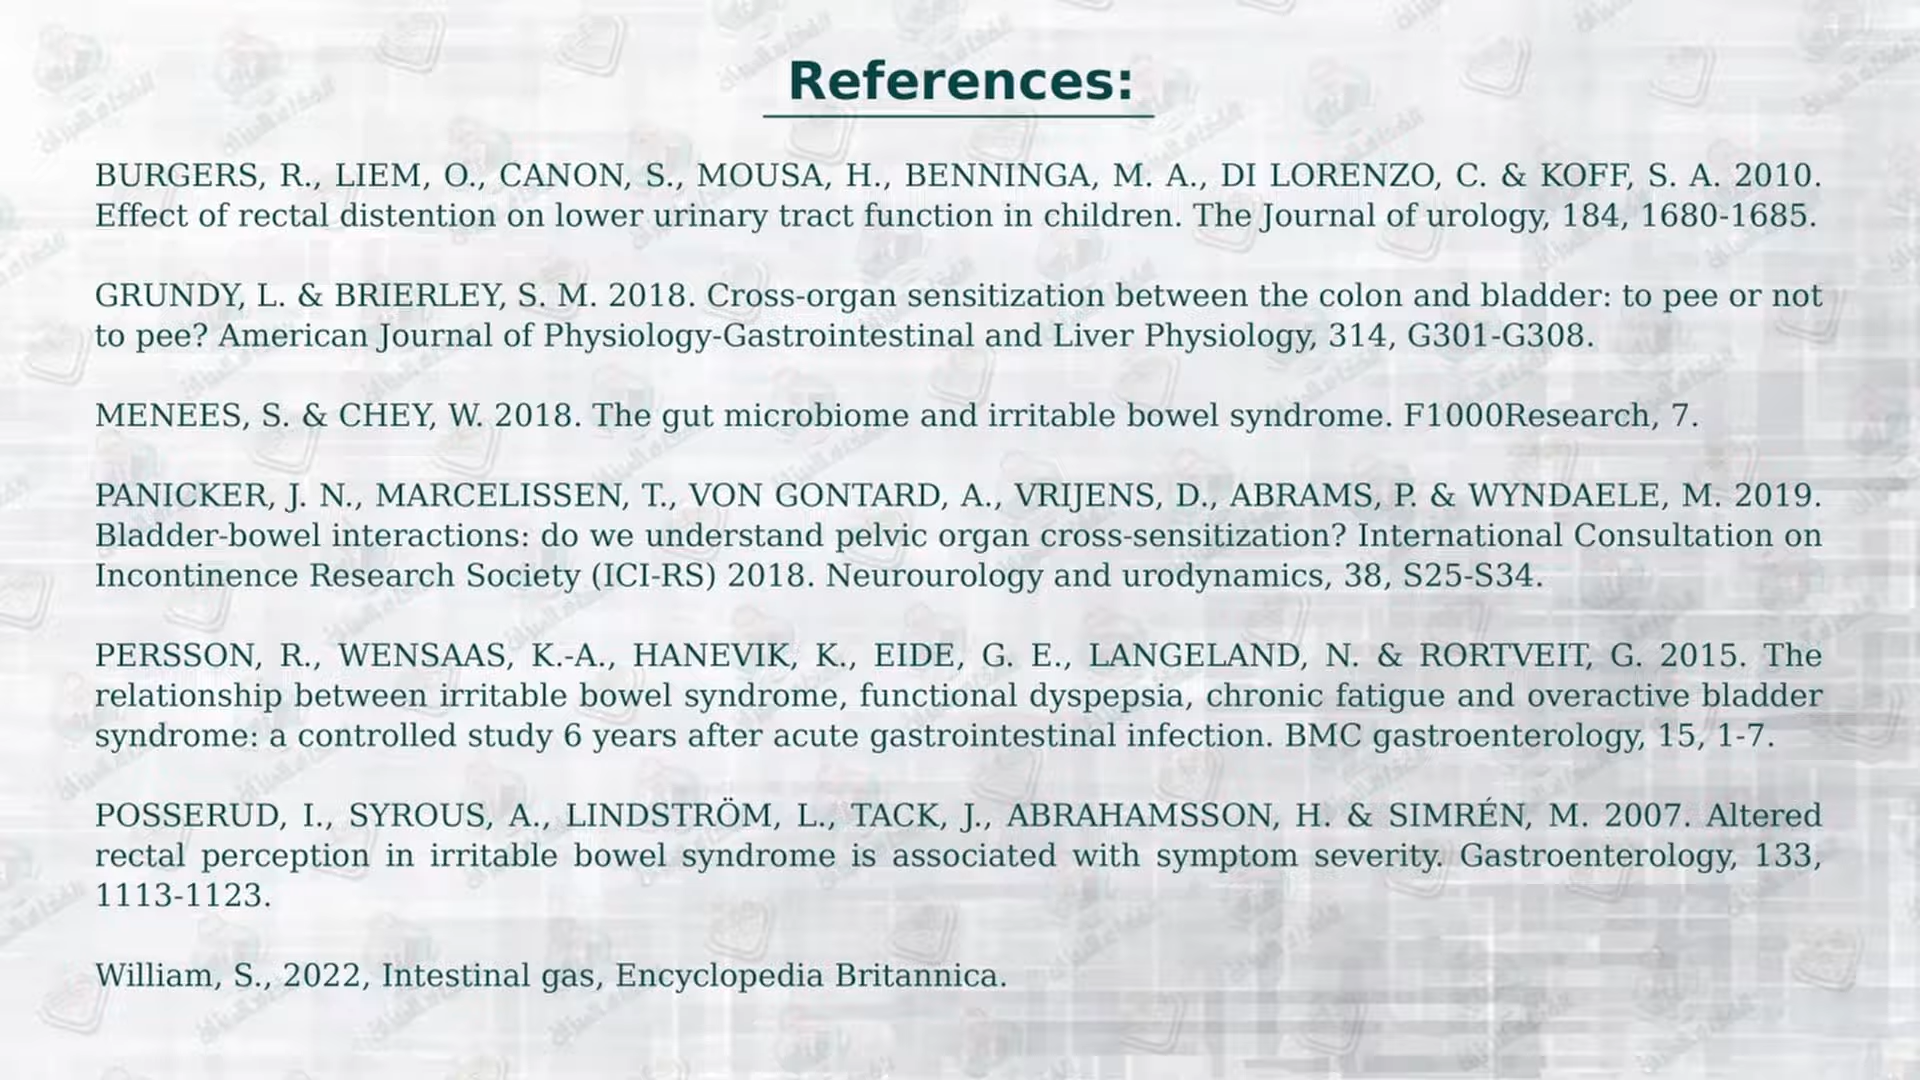 References:
BURGERS, R., LIEM, O., CANON, S., MOUSA, H., BENNINGA, M. A., DI LORENZO, C. & KOFF, S. A. 2010.
Effect of rectal distention on lower urinary tract function in children. The Journal of urology, 184, 1680-1685.
GRUNDY, L. & BRIERLEY, S. M. 2018. Cross-organ sensitization between the colon and bladder: to pee or not
to pee? American Journal of Physiology-Gastrointestinal and Liver Physiology, 314, G301-G308.
MENEES, S. & CHEY, W. 2018. The gut microbiome and irritable bowel syndrome. F1000Research, 7.
PANICKER, J. N., MARCELISSEN, T., VON GONTARD, A., VRIJENS, D., ABRAMS, P. & WYNDAELE, M. 2019.
Bladder-bowel interactions: do we understand pelvic organ cross-sensitization? International Consultation on
Incontinence Research Society (ICI-RS) 2018. Neurourology and urodynamics, 38, S25-S34.
PERSSON, R., WENSAAS, K.-A., HANEVIK, K., EIDE, G. E., LANGELAND, N. & RORTVEIT, G. 2015. The
relationship between irritable bowel syndrome, functional dyspepsia, chronic fatigue and overactive bladder
syndrome: a controlled study 6 years after acute gastrointestinal infection. BMC gastroenterology, 15, 1-7.
POSSERUD, I., SYROUS, A., LINDSTRÖM, L., TACK, J., ABRAHAMSSON, H. & SIMRÉN, M. 2007. Altered
rectal perception in irritable bowel syndrome is associated with symptom severity. Gastroenterology, 133,
1113-1123.
William, S., 2022, Intestinal gas, Encyclopedia Britannica.